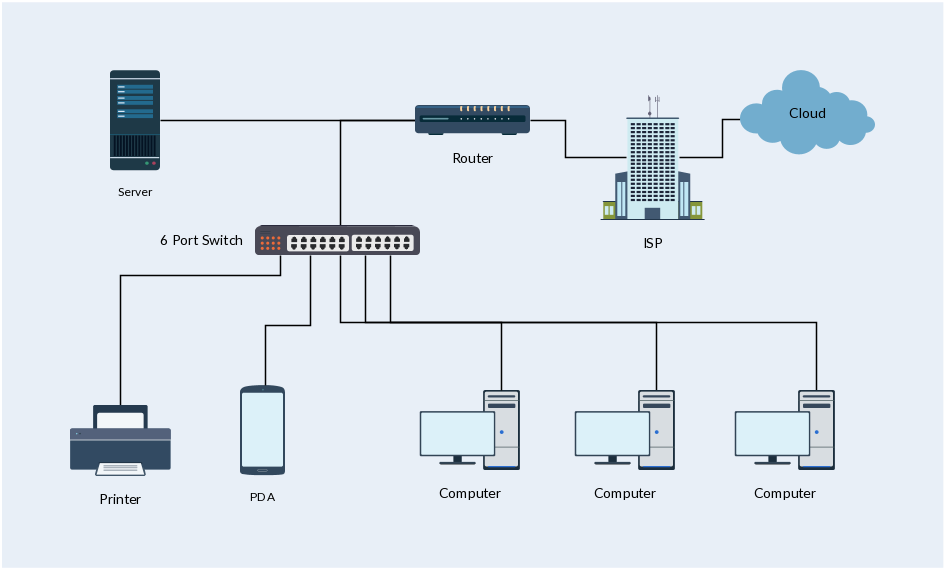 Cloud
Router
Server
6 Port Switch
ISP
Printer
PDA
Computer
Computer
Computer